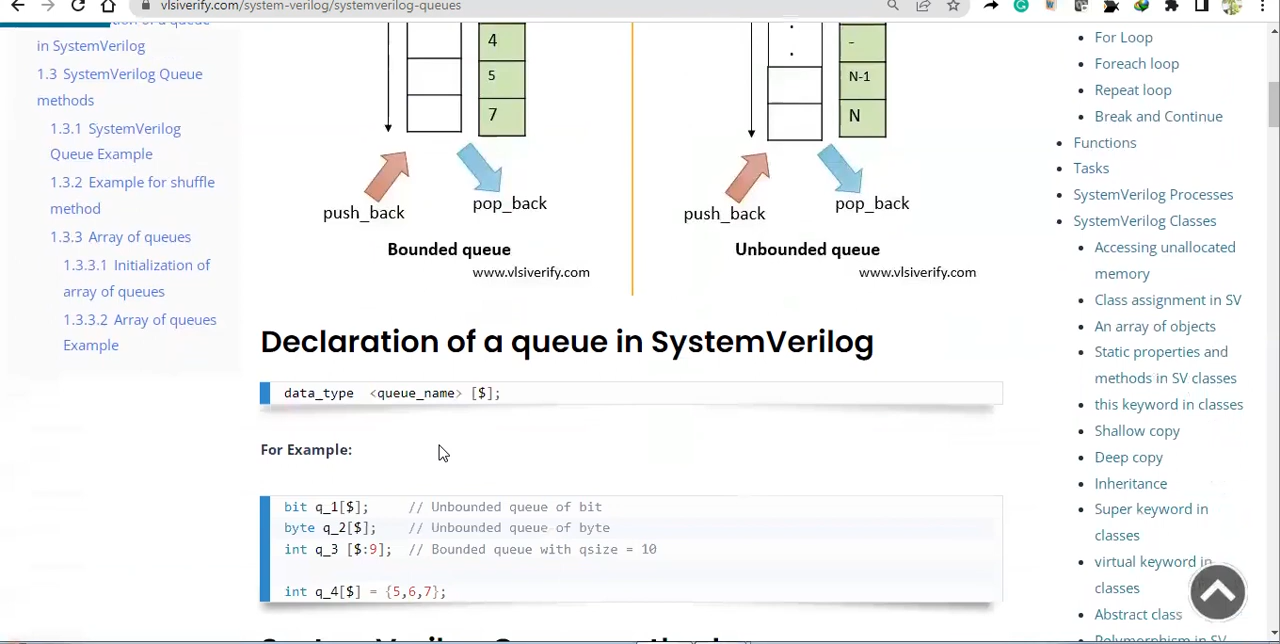 vlsiverify.com/system-verilog/systemverilog-queues
in SystemVerilog
1.3 SystemVerilog Queue
methods
1.3.1 SystemVerilog
Queue Example
1.3.2 Example for shuffle
method
1.3.3 Array of queues
1.3.3.1 Initialization of
array of queues
1.3.3.2 Array of queues
Example
4
5
7
push_back
pop_back
Bounded queue
www.vlsiverify.com
-
N-1
N
push_back
pop_back
Unbounded queue
www.vlsiverify.com
Declaration of a queue in SystemVerilog
data_type  <queue_name> [$];
For Example:
bit q_1[$];     // Unbounded queue of bit
byte q_2[$];    // Unbounded queue of byte
int q_3 [$:9];  // Bounded queue with qsize = 10
int q_4[$] = {5,6,7};
For Loop
Foreach loop
Repeat loop
Break and Continue
Functions
Tasks
SystemVerilog Processes
SystemVerilog Classes
Accessing unallocated
memory
Class assignment in SV
An array of objects
Static properties and
methods in SV classes
this keyword in classes
Shallow copy
Deep copy
Inheritance
Super keyword in
classes
virtual keyword in
classes
Abstract class
Polymorphism in SV